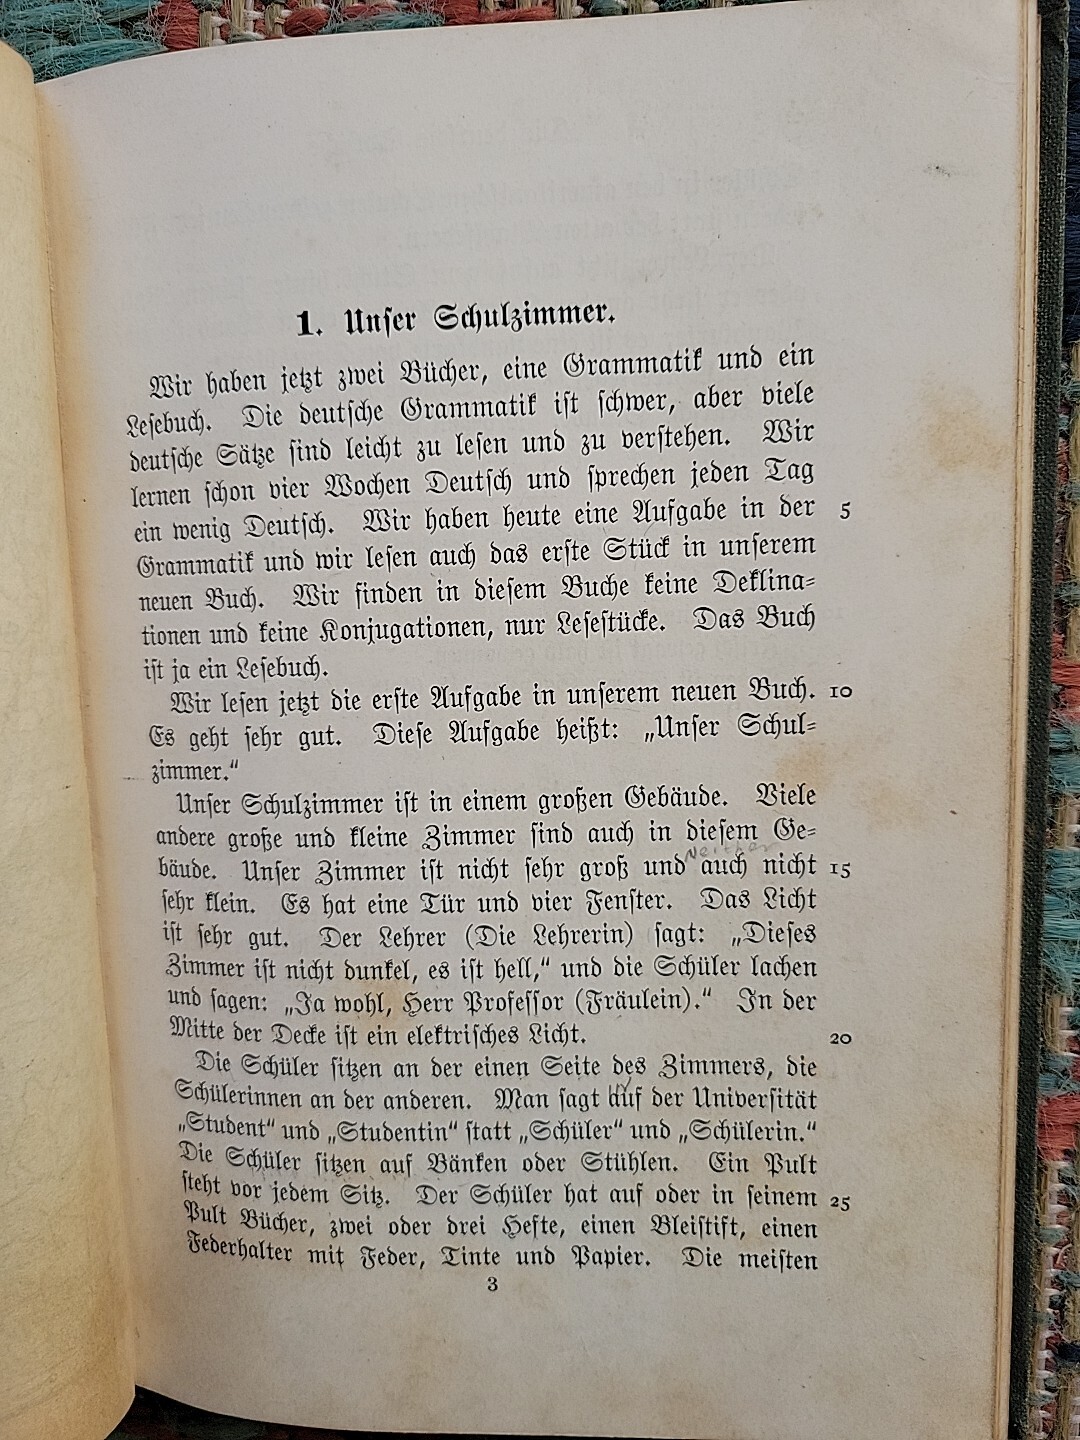 1. Unser Schulzimmer.
Wir haben jetzt zwei Bücher, eine Grammatik und ein
Lesebuch. Die deutsche Grammatik ist schwer, aber viele
deutsche Sätze sind leicht zu lesen und zu verstehen. Wir
lernen schon vier Wochen Deutsch und sprechen jeden Tag
ein wenig Deutsch. Wir haben heute eine Aufgabe in der 5
Grammatik und wir lesen auch das erste Stück in unserem
neuen Buch. Wir finden in diesem Buche keine Deklina-
tionen und keine Konjugationen, nur Lesestücke. Das Buch
ist ja ein Lesebuch.
Wir lesen jetzt die erste Aufgabe in unserem neuen Buch. 10
Es geht sehr gut. Diese Aufgabe heißt: „Unser Schul-
zimmer.“
Unser Schulzimmer ist in einem großen Gebäude. Viele
andere große und kleine Zimmer sind auch in diesem Ge-
neither
bäude. Unser Zimmer ist nicht sehr groß und auch nicht 15
sehr klein. Es hat eine Tür und vier Fenster. Das Licht
ist sehr gut. Der Lehrer (Die Lehrerin) sagt: „Dieses
Zimmer ist nicht dunkel, es ist hell,“ und die Schüler lachen
und sagen: „Ja wohl, Herr Professor (Fräulein).“ In der
Mitte der Decke ist ein elektrisches Licht. 20
Die Schüler sitzen an der einen Seite des Zimmers, die
Schülerinnen an der anderen. Man sagt auf der Universität
„Student“ und „Studentin“ statt „Schüler“ und „Schülerin.“
Die Schüler sitzen auf Bänken oder Stühlen. Ein Pult
steht vor jedem Sitz. Der Schüler hat auf oder in seinem 25
Pult Bücher, zwei oder drei Hefte, einen Bleistift, einen
Federhalter mit Feder, Tinte und Papier. Die meisten
3